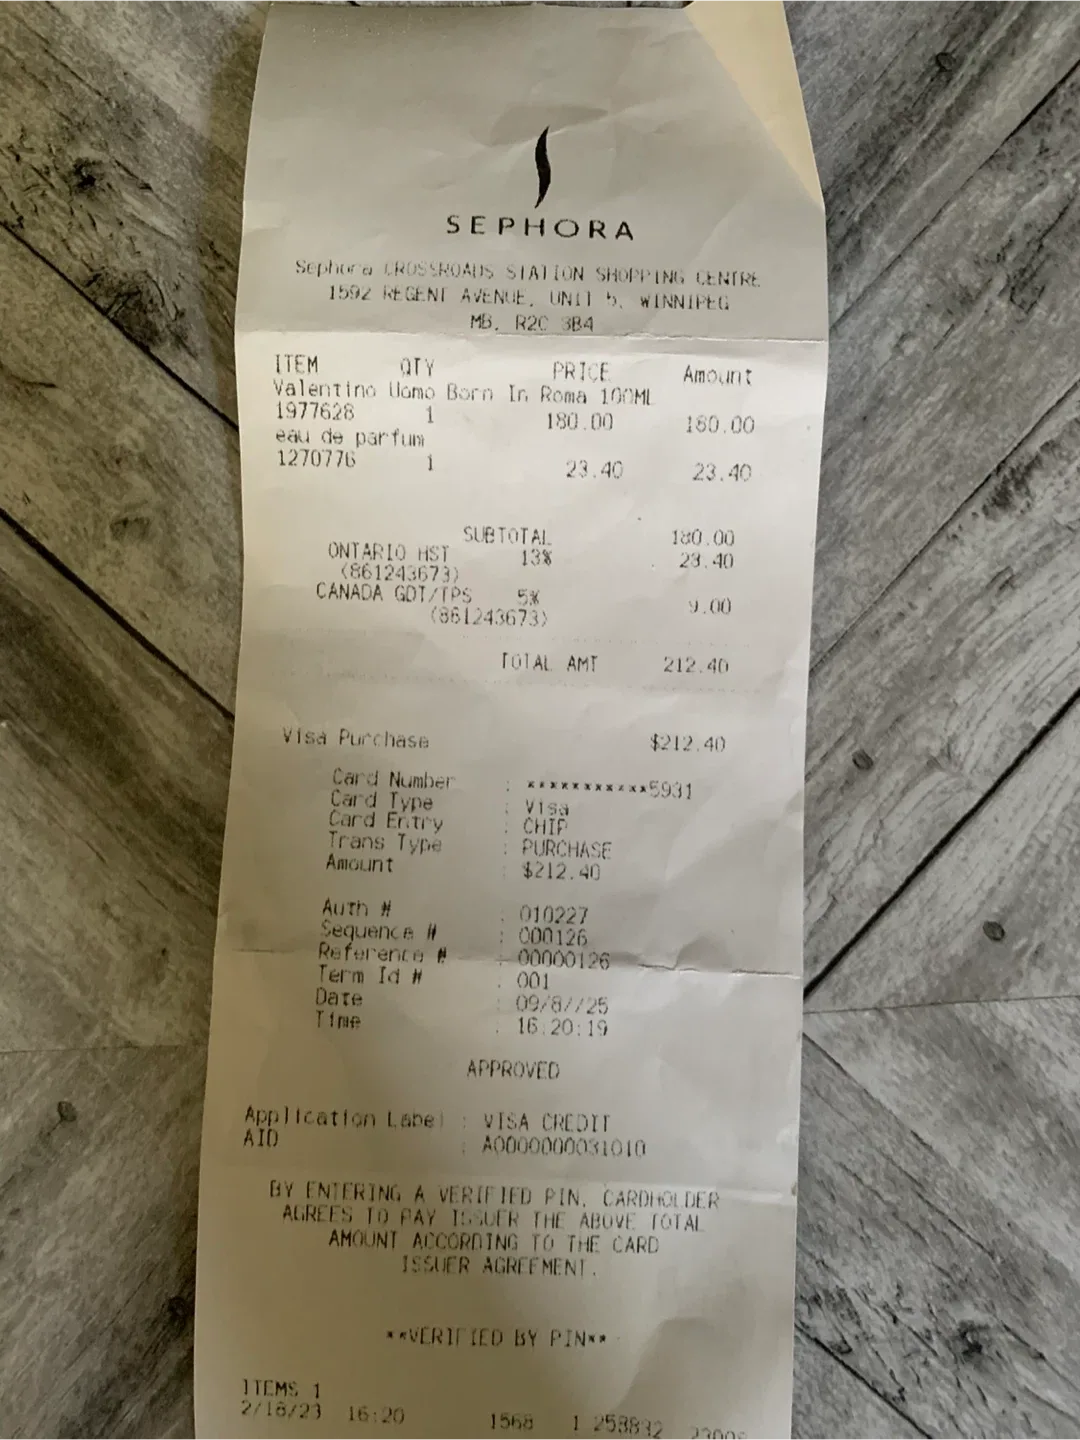 SEPHORA
Sephora CROSSROADS STATION SHOPPING CENTRE
1592 REGENT AVENUE, UNIT 5, WINNIPEG
MB, R2C 3B4
ITEM QTY PRICE Amount
Valentino Uomo Born In Roma 100ML
1977628 1 180.00 180.00
eau de parfum
1270776 1 23.40 23.40
SUBTOTAL 180.00
ONTARIO HST 13% 23.40
(861243673)
CANADA GDT/TPS 5% 9.00
(861243673)
TOTAL AMT 212.40
Visa Purchase $212.40
Card Number : ************5931
Card Type : Visa
Card Entry : CHIP
Trans Type : PURCHASE
Amount : $212.40
Auth # : 010227
Sequence # : 000126
Reference # : 00000126
Term Id # : 001
Date : 09/8//25
Time : 16:20:19
APPROVED
Application Label : VISA CREDIT
AID : A0000000031010
BY ENTERING A VERIFIED PIN, CARDHOLDER
AGREES TO PAY ISSUER THE ABOVE TOTAL
AMOUNT ACCORDING TO THE CARD
ISSUER AGREEMENT.
**VERIFIED BY PIN**
ITEMS 1
2/18/23 16:20 1568 1 258832